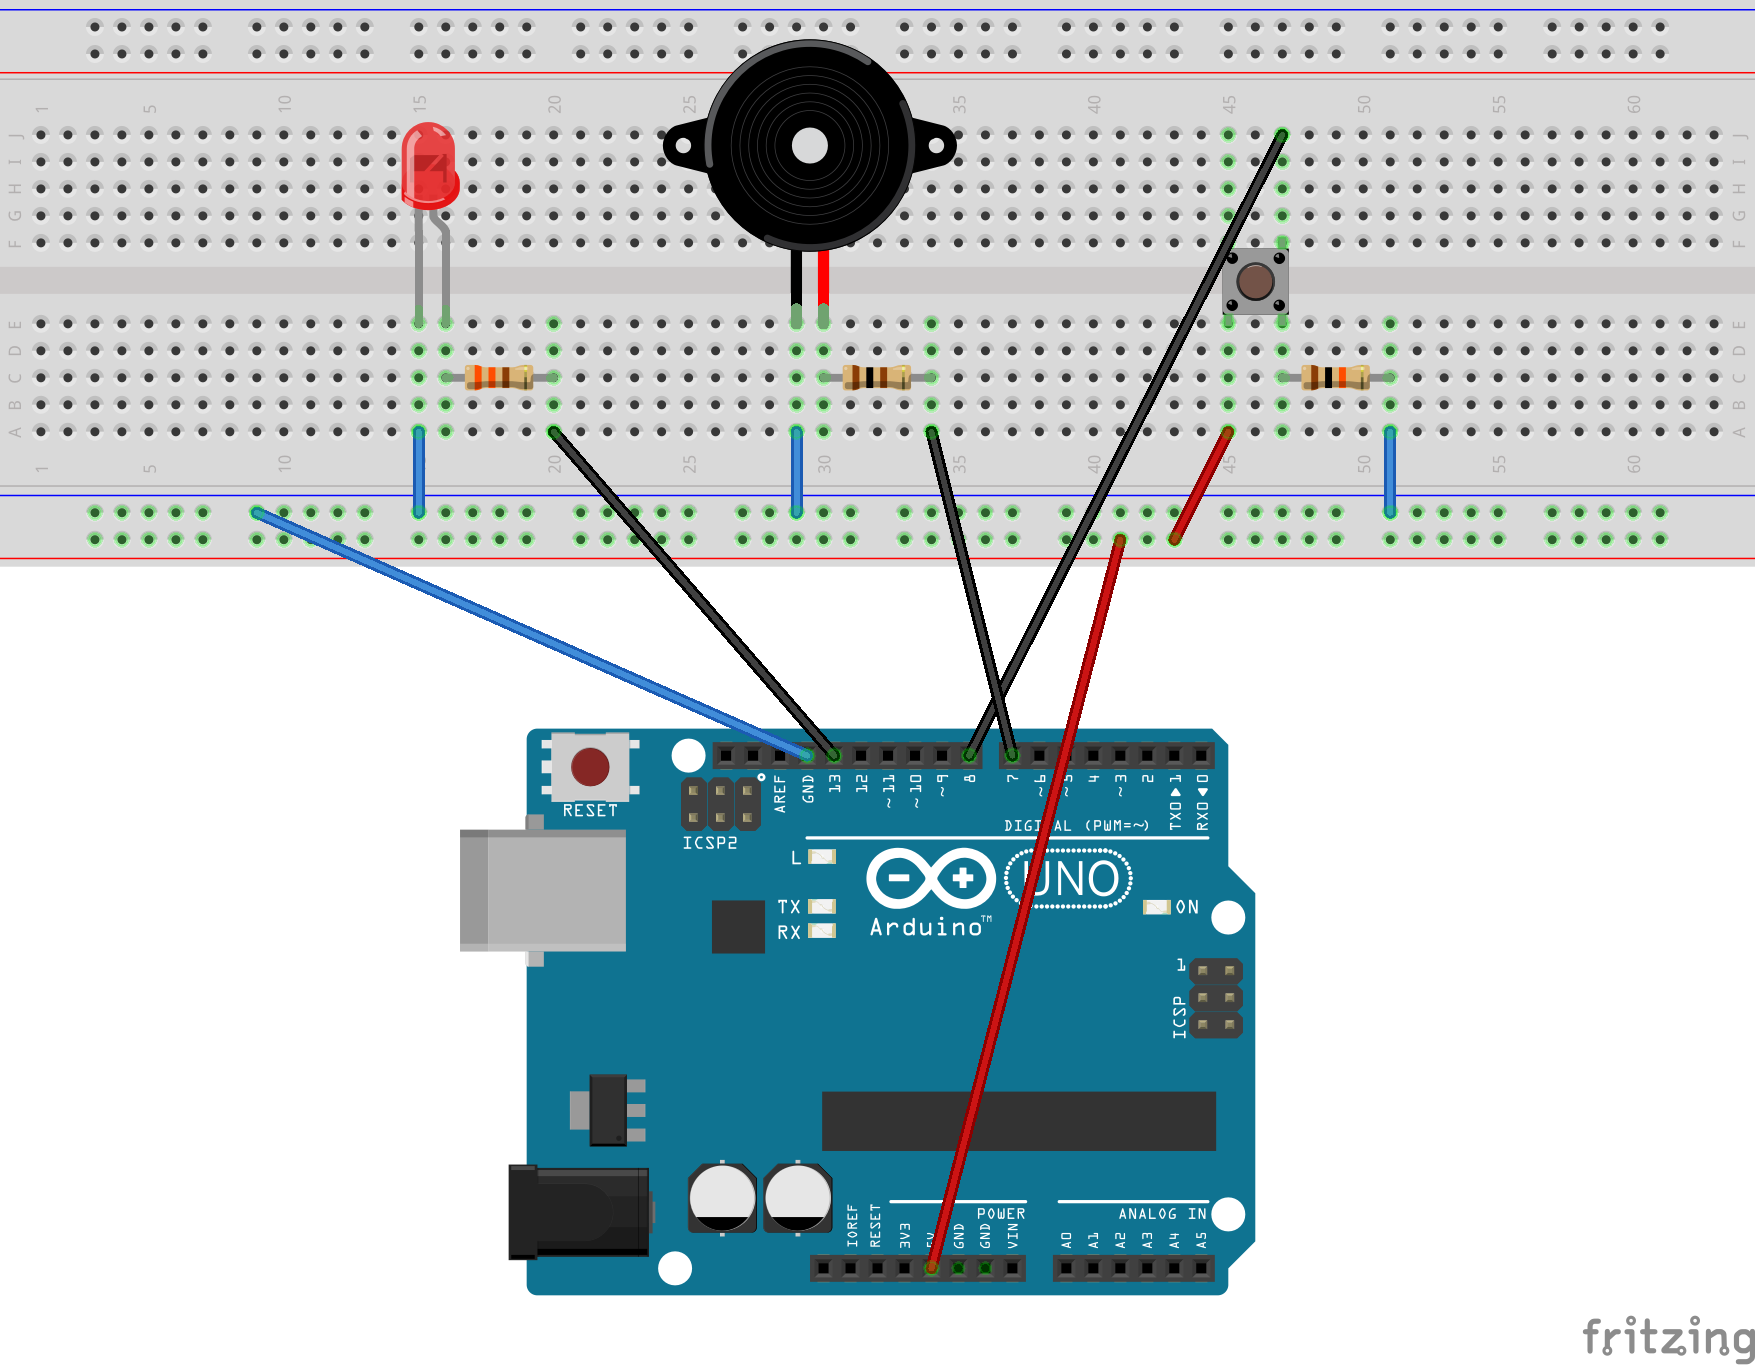 1 5 10 15 20 25 35 40 45 50 55 60
J J
I I
H H
G G
F F
E E
D D
C C
B B
A A
1 5 10 15 20 25 30 35 40 45 50 55 60
RESET
ICSP2
AREF GND 13 12 ~11 ~10 ~9 8 7 ~6 ~5 4 ~3 2 TX0▶1 RX0◀0
DIGITAL (PWM=~)
L
TX
RX
UNO
Arduino™
ON
1
ICSP
POWER
ANALOG IN
IOREF RESET 3V3 5V GND GND VIN A0 A1 A2 A3 A4 A5
fritzing